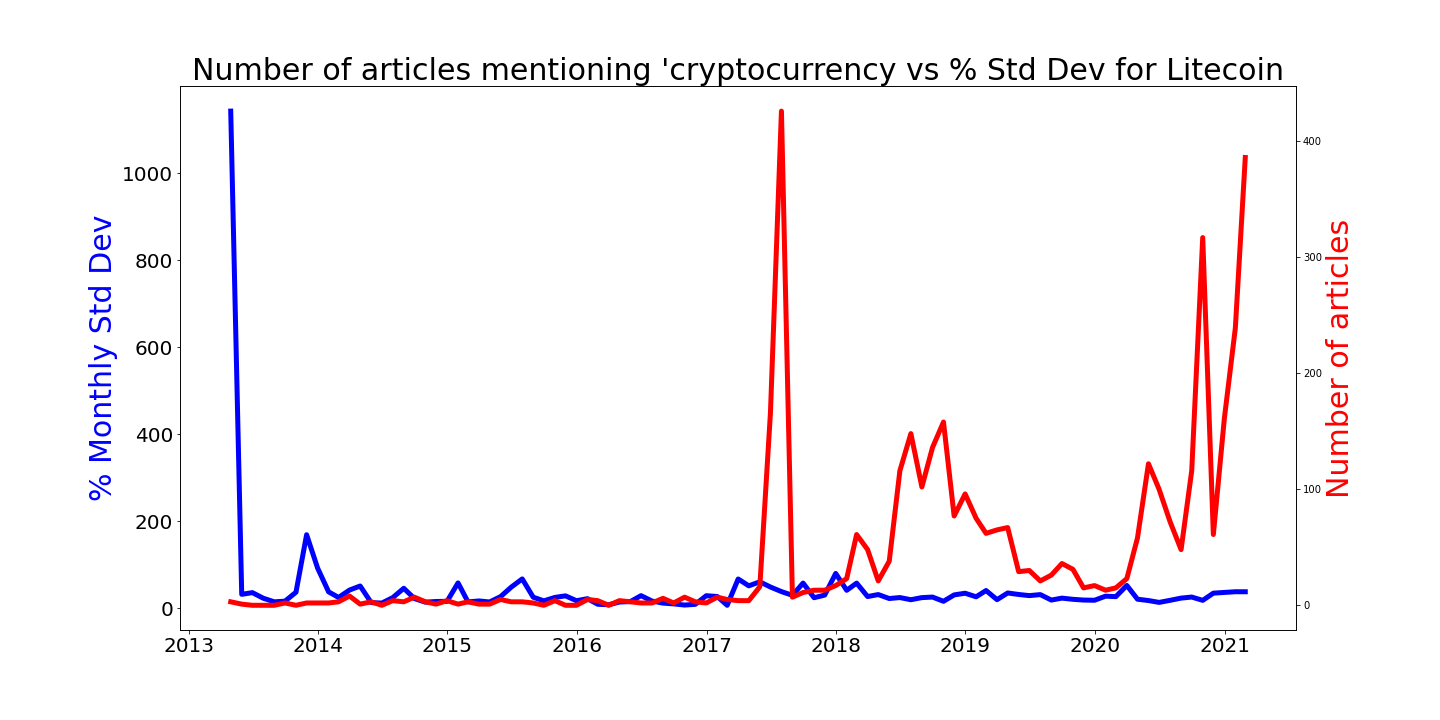 Number of articles mentioning 'cryptocurrency vs % Std Dev for Litecoin
% Monthly Std Dev
1000
800
600
400
200
0
400
300
200
100
0
Number of articles
2013 2014 2015 2016 2017 2018 2019 2020 2021